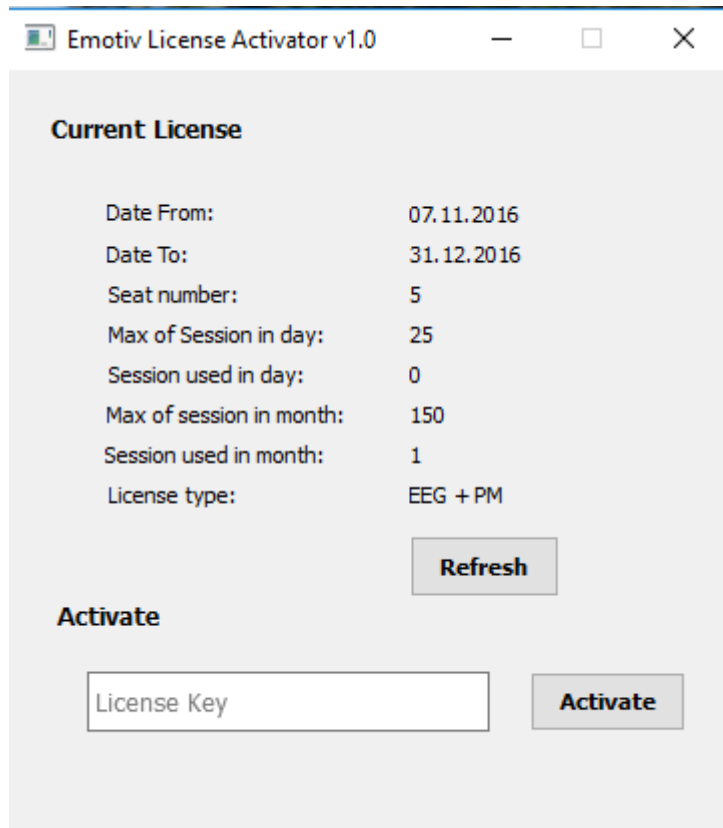 Emotiv License Activator v1.0
Current License
Date From: 07.11.2016
Date To: 31.12.2016
Seat number: 5
Max of Session in day: 25
Session used in day: 0
Max of session in month: 150
Session used in month: 1
License type: EEG + PM
Refresh
Activate
License Key Activate